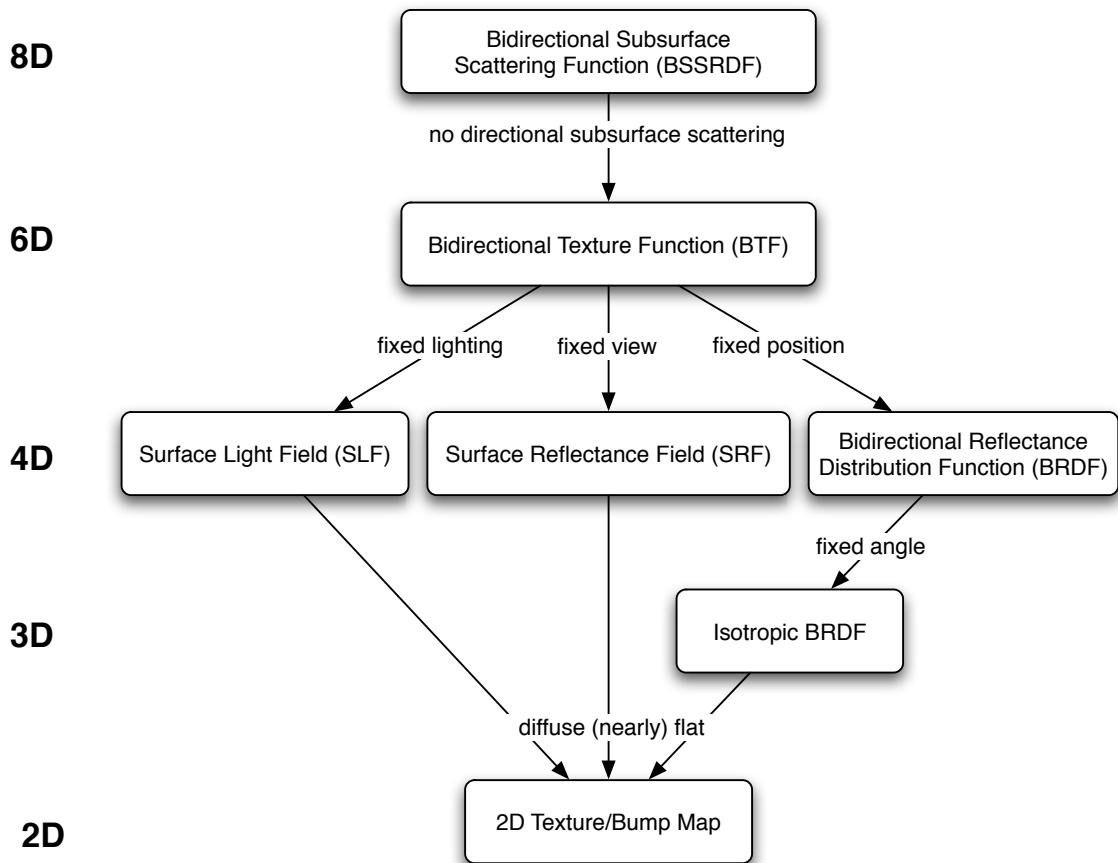 8D
Bidirectional Subsurface
Scattering Function (BSSRDF)
no directional subsurface scattering
6D
Bidirectional Texture Function (BTF)
fixed lighting
fixed view
fixed position
4D
Surface Light Field (SLF)
Surface Reflectance Field (SRF)
Bidirectional Reflectance
Distribution Function (BRDF)
fixed angle
3D
Isotropic BRDF
diffuse (nearly) flat
2D
2D Texture/Bump Map